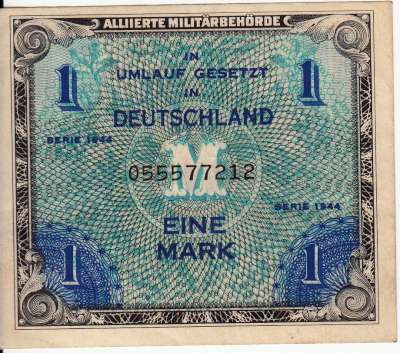 ALLIIERTE MILITÄRBEHÖRDE
1 IN 1
UMLAUF GESETZT
IN
DEUTSCHLAND
SERIE 1944
M
055577212
SERIE 1944
EINE
MARK
1 1